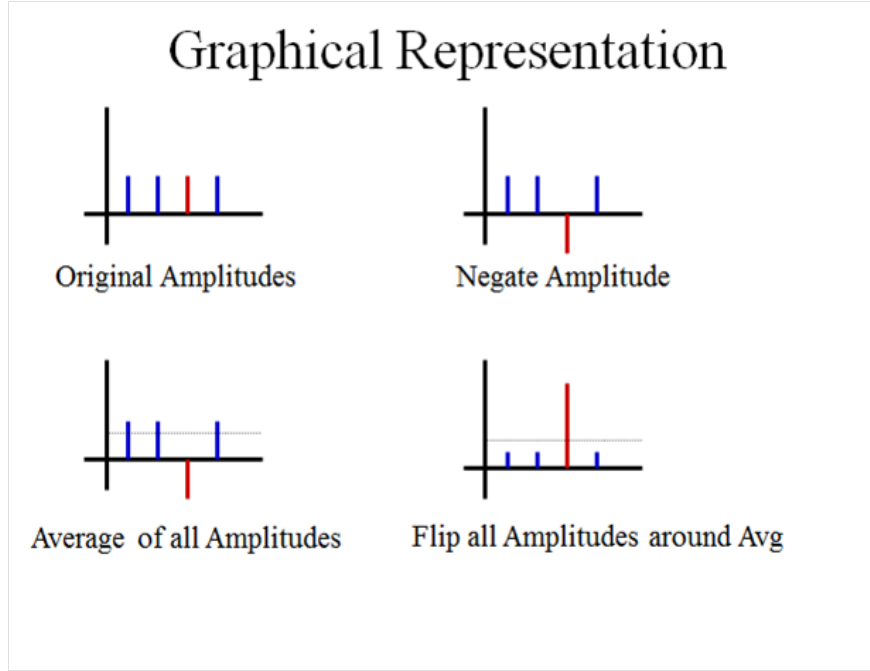 Graphical Representation
Original Amplitudes
Negate Amplitude
Average of all Amplitudes
Flip all Amplitudes around Avg